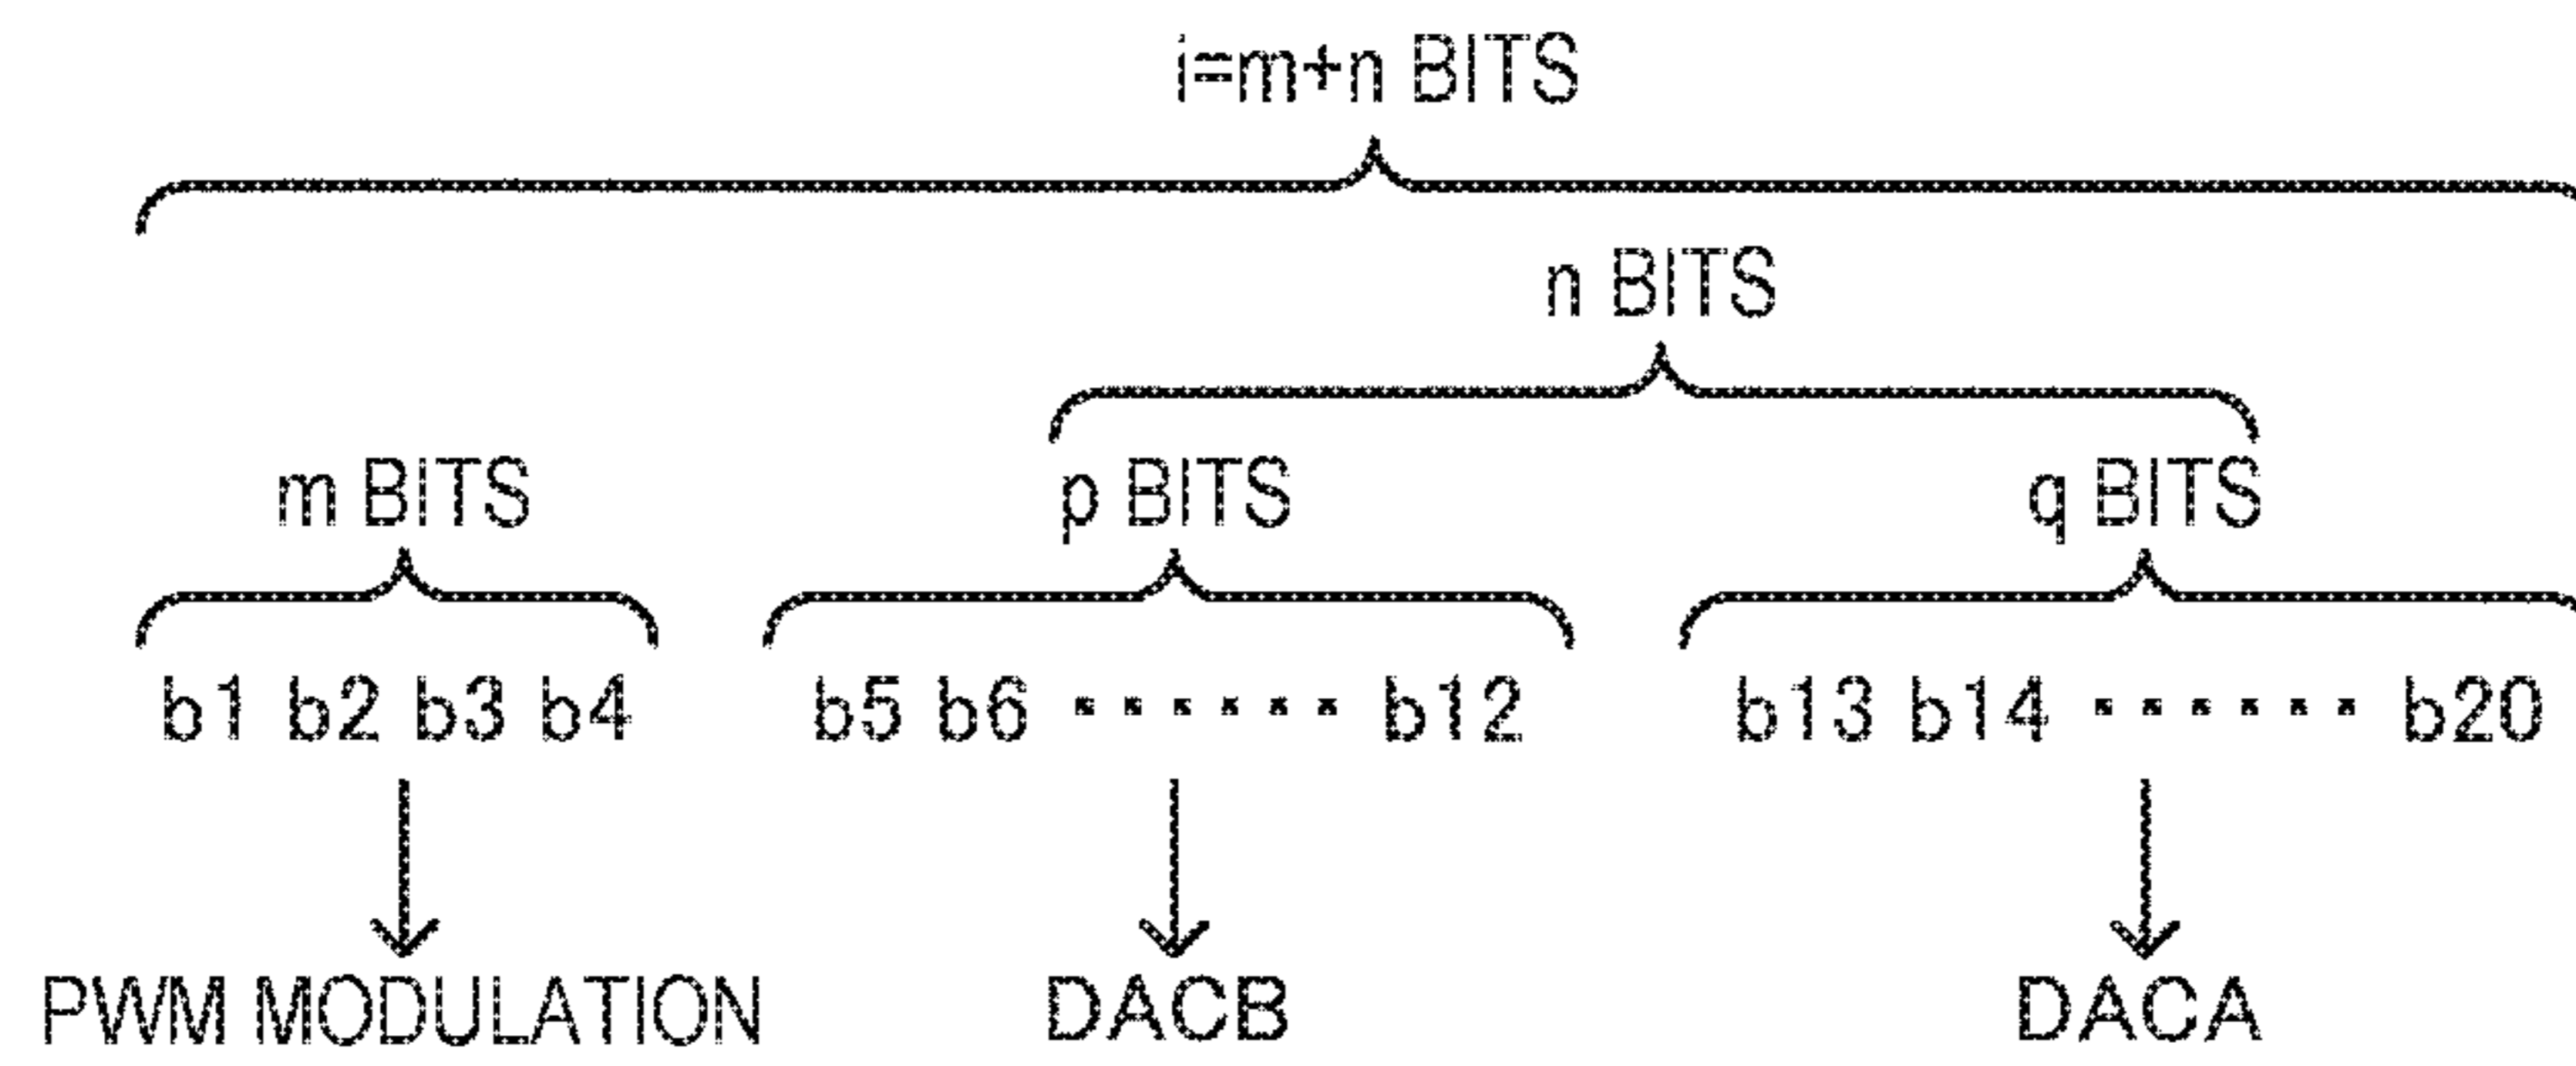 i=m+n BITS
n BITS
m BITS p BITS q BITS
b1 b2 b3 b4 b5 b6 ······ b12 b13 b14 ······ b20
PWM MODULATION DACB DACA